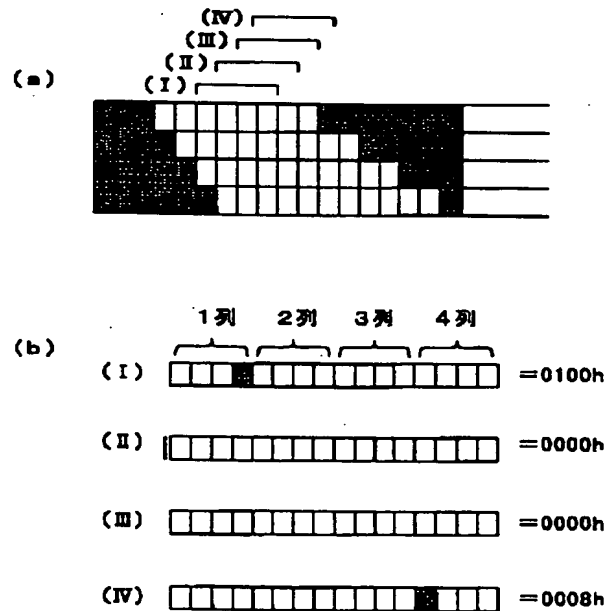 (Ⅳ)
(Ⅲ)
(Ⅱ)
(a)
(Ⅰ)
1列 2列 3列 4列
(b)
(Ⅰ) =0100h
(Ⅱ) =0000h
(Ⅲ) =0000h
(Ⅳ) =0008h